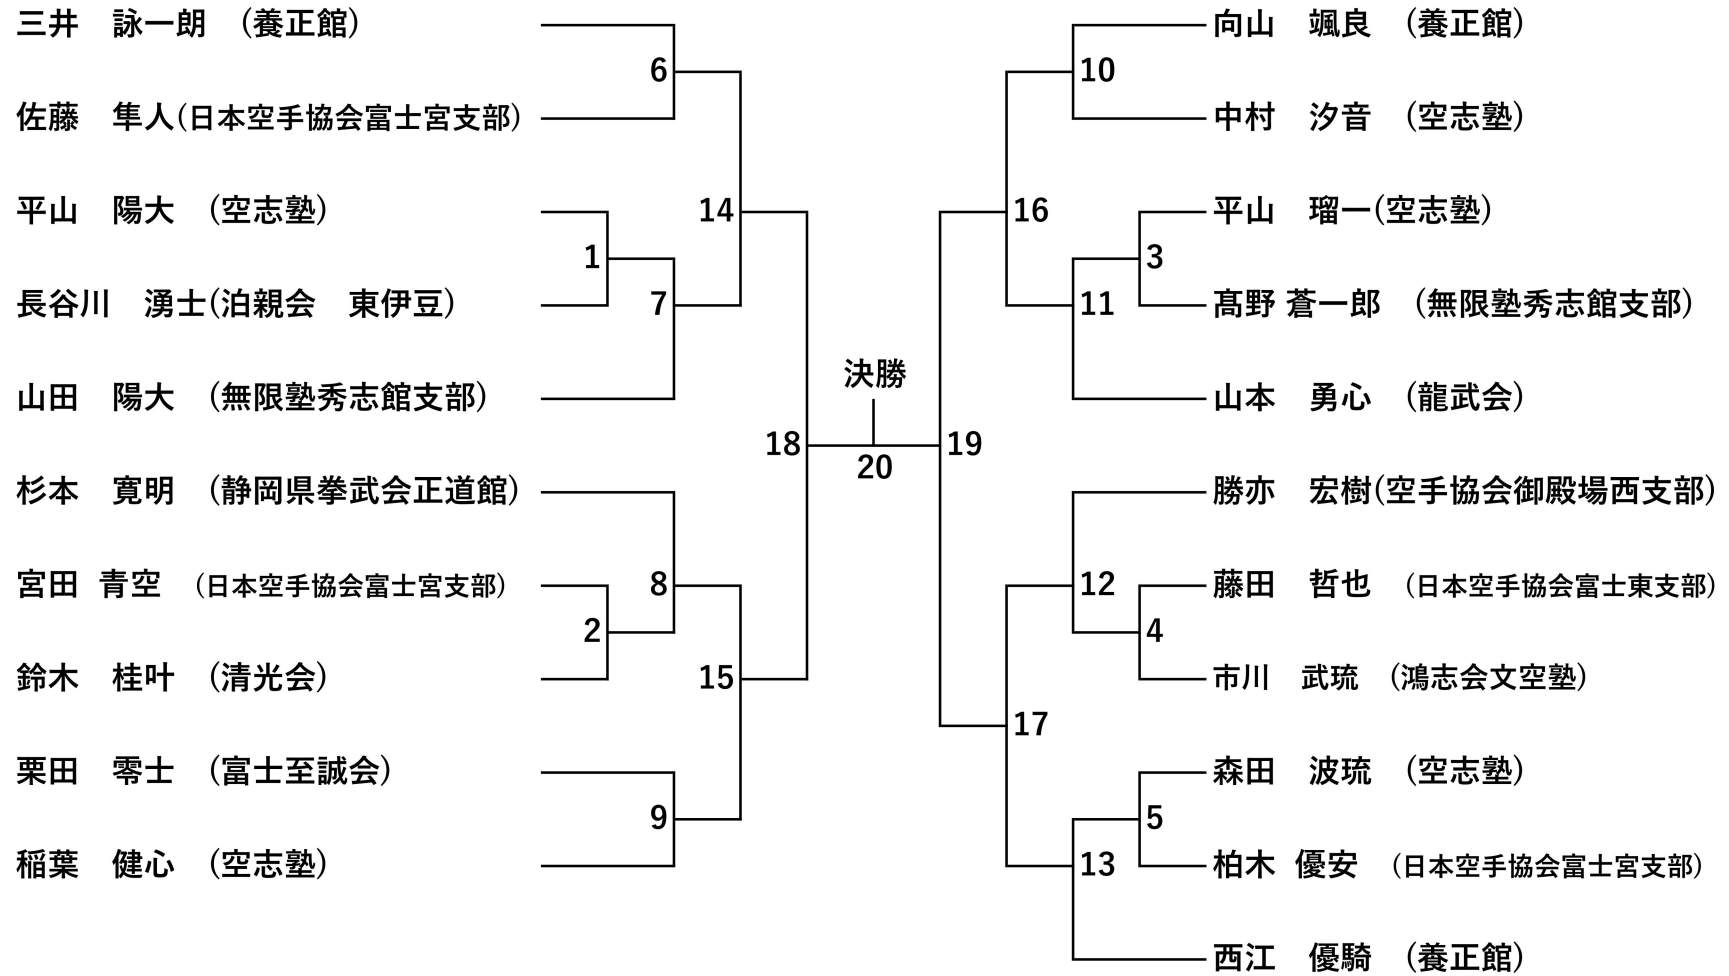 三井　詠一朗　(養正館)
6
佐藤　隼人(日本空手協会富士宮支部)
平山　陽大　(空志塾)
14
1
長谷川　湧士(泊親会　東伊豆)
7
山田　陽大　(無限塾秀志館支部)
18
杉本　寛明　(静岡県拳武会正道館)
宮田 青空　(日本空手協会富士宮支部)
8
2
鈴木　桂叶　(清光会)
15
栗田　零士　(富士至誠会)
9
稲葉　健心　(空志塾)
決勝
20
向山　颯良　(養正館)
10
中村　汐音　(空志塾)
16
平山　瑠一(空志塾)
3
11
髙野 蒼一郎　(無限塾秀志館支部)
山本　勇心　(龍武会)
19
勝亦　宏樹(空手協会御殿場西支部)
12
藤田　哲也　(日本空手協会富士東支部)
4
市川　武琉　(鴻志会文空塾)
17
森田　波琉　(空志塾)
5
13
柏木 優安　(日本空手協会富士宮支部)
西江　優騎　(養正館)